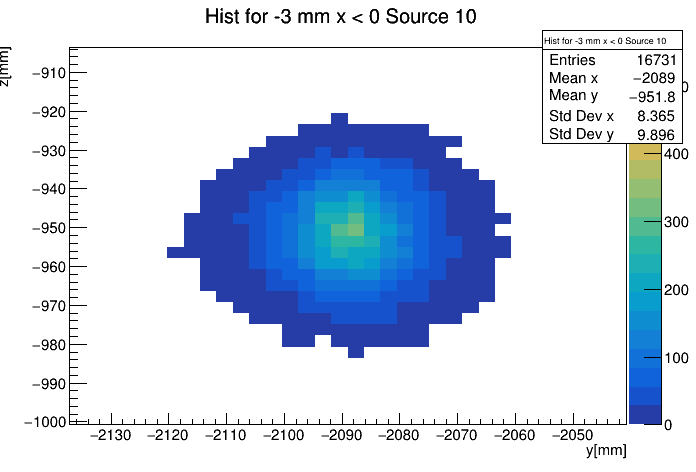 Hist for -3 mm x < 0 Source 10
z[mm]
Hist for -3 mm x < 0 Source 10
Entries 16731
Mean x −2089
Mean y −951.8
Std Dev x 8.365
Std Dev y 9.896
−910
−920
−930
−940
−950
−960
−970
−980
−990
−1000
400
300
200
100
0
−2130 −2120 −2110 −2100 −2090 −2080 −2070 −2060 −2050
y[mm]